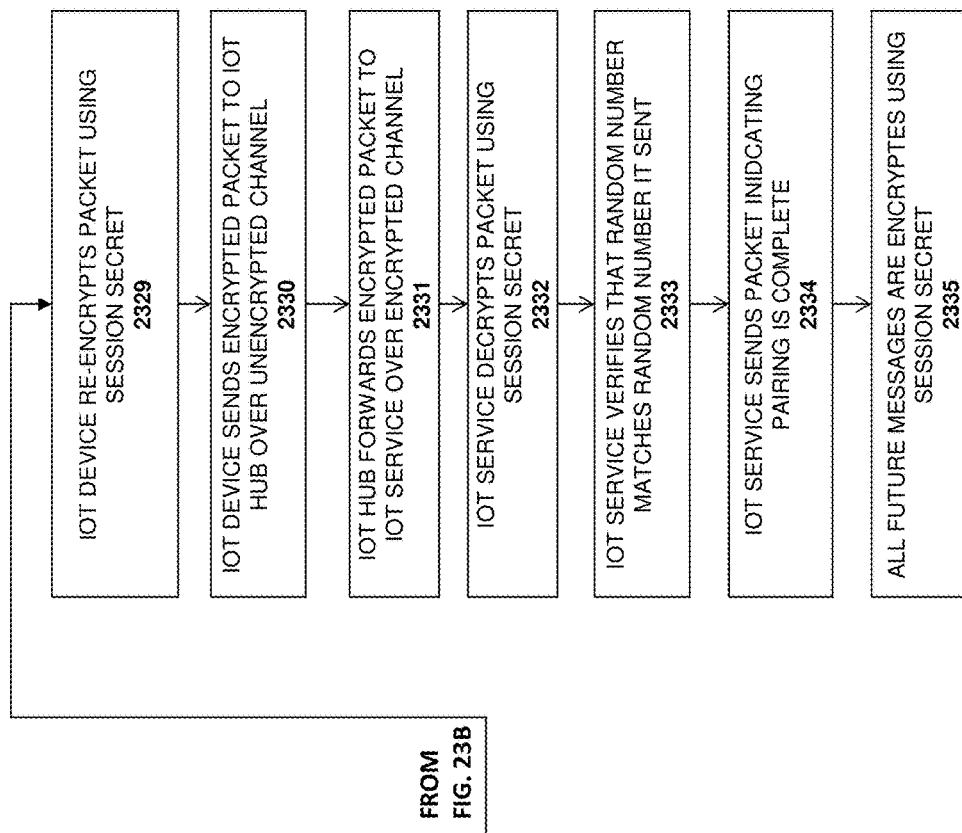 FROM
FIG. 23B
IOT DEVICE RE-ENCRYPTS PACKET USING
SESSION SECRET
2329
IOT DEVICE SENDS ENCRYPTED PACKET TO IOT
HUB OVER UNENCRYPTED CHANNEL
2330
IOT HUB FORWARDS ENCRYPTED PACKET TO
IOT SERVICE OVER ENCRYPTED CHANNEL
2331
IOT SERVICE DECRYPTS PACKET USING
SESSION SECRET
2332
IOT SERVICE VERIFIES THAT RANDOM NUMBER
MATCHES RANDOM NUMBER IT SENT
2333
IOT SERVICE SENDS PACKET INIDCATING
PAIRING IS COMPLETE
2334
ALL FUTURE MESSAGES ARE ENCRYPTES USING
SESSION SECRET
2335